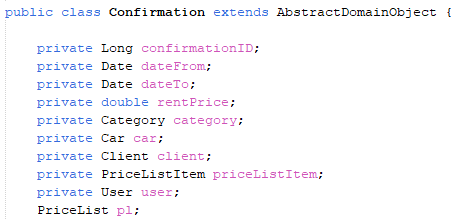 public class Confirmation extends AbstractDomainObject {
private Long confirmationID;
private Date dateFrom;
private Date dateTo;
private double rentPrice;
private Category category;
private Car car;
private Client client;
private PriceListItem priceListItem;
private User user;
PriceList pl;